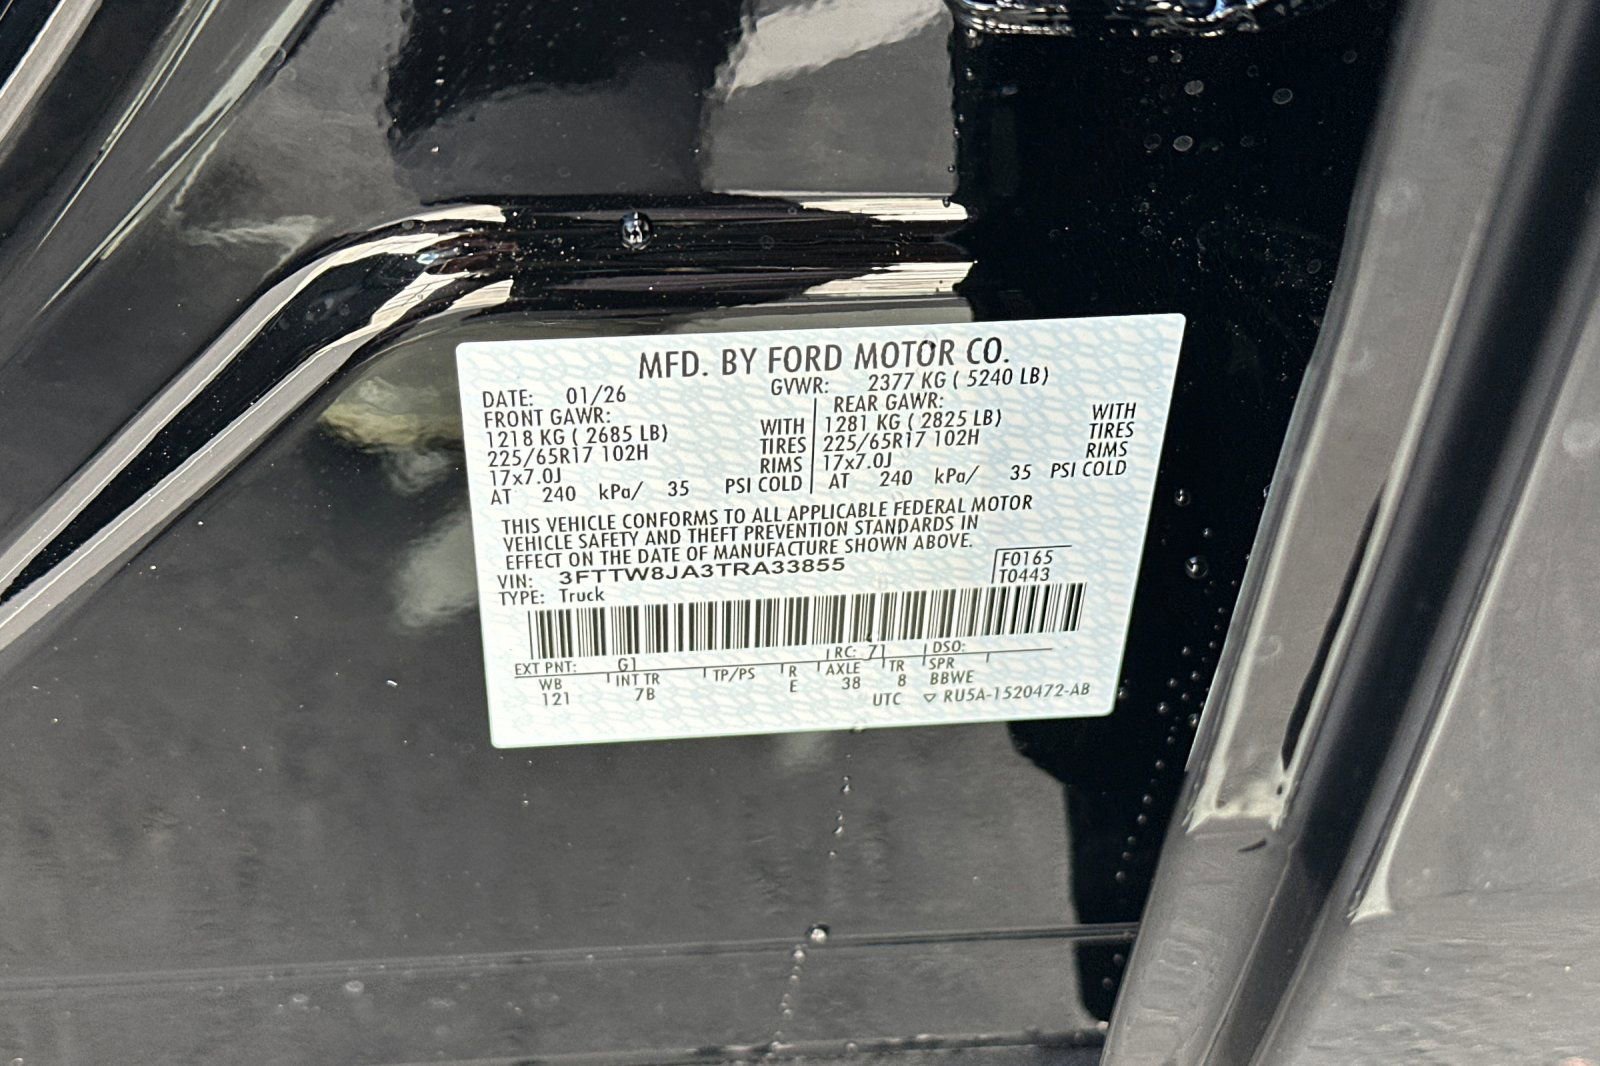 MFD. BY FORD MOTOR CO.
DATE: 01/26 GVWR: 2377 KG ( 5240 LB)
FRONT GAWR: REAR GAWR:
1218 KG ( 2685 LB) WITH 1281 KG ( 2825 LB) WITH
225/65R17 102H TIRES 225/65R17 102H TIRES
17x7.0J RIMS 17x7.0J RIMS
AT 240 kPa/ 35 PSI COLD AT 240 kPa/ 35 PSI COLD
THIS VEHICLE CONFORMS TO ALL APPLICABLE FEDERAL MOTOR
VEHICLE SAFETY AND THEFT PREVENTION STANDARDS IN
EFFECT ON THE DATE OF MANUFACTURE SHOWN ABOVE.
VIN: 3FTTW8JA3TRA33855 F0165
TYPE: Truck T0443
EXT PNT: G1 RC: 71 DSO:
WB INT TR TP/PS R AXLE TR SPR
121 7B E 38 8 BBWE
UTC ▽ RU5A-1520472-AB